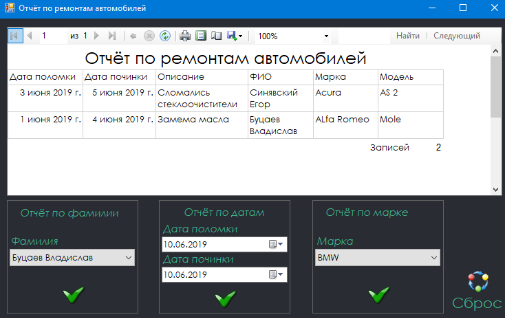 Отчёт по ремонтам автомобилей
1 из 1 100% Найти Следующий
Отчёт по ремонтам автомобилей
Дата поломки Дата починки Описание ФИО Марка Модель
3 июня 2019 г. 5 июня 2019 г. Сломались Синявский Acura AS 2
стеклоочистители Егор
1 июня 2019 г. 4 июня 2019 г. Замема масла Буцаев ALfa Romeo Mole
Владислав
Записей 2
Отчёт по фамилии Отчёт по датам Отчёт по марке
Дата поломки
Фамилия 10.06.2019 Марка
Буцаев Владислав Дата починки BMW
10.06.2019
Сброс